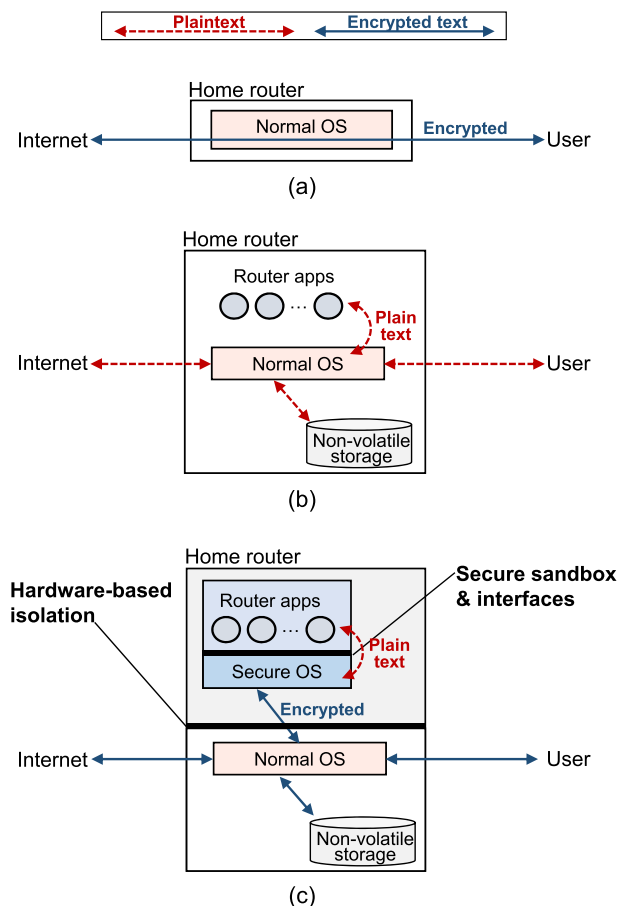 Plaintext
Encrypted text
Home router
Normal OS
Internet
Encrypted
User
(a)
Home router
Router apps
...
Plain
text
Internet
Normal OS
User
Non-volatile
storage
(b)
Home router
Hardware-based
isolation
Secure sandbox
& interfaces
Router apps
...
Plain
text
Secure OS
Encrypted
Internet
Normal OS
User
Non-volatile
storage
(c)